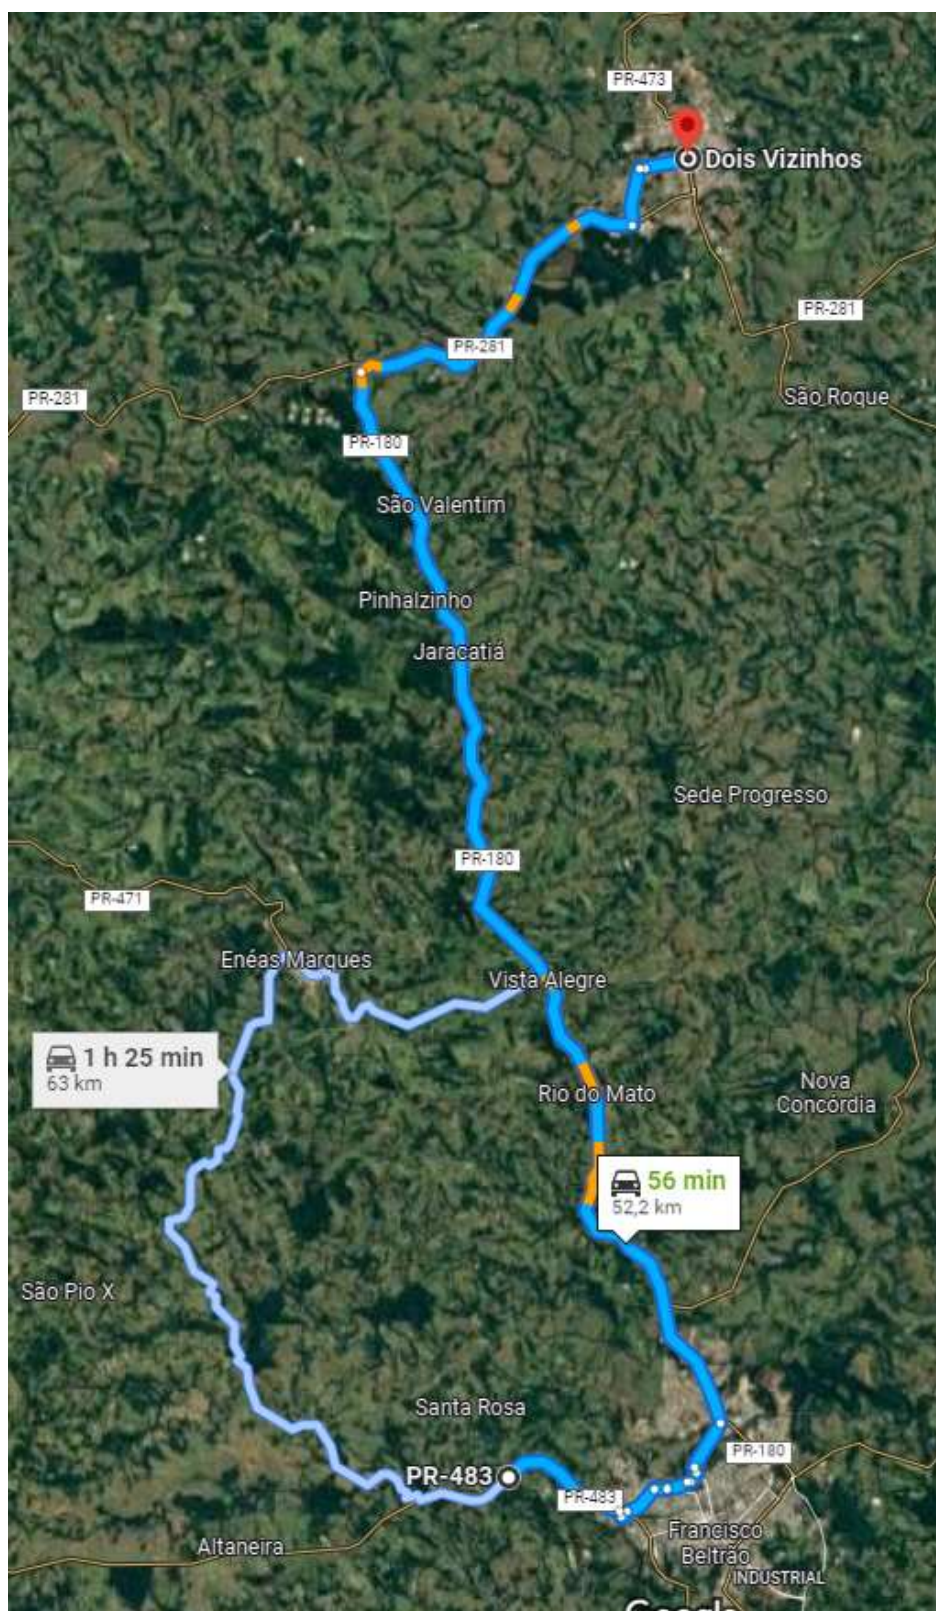 PR-473
Dois Vizinhos
PR-281
PR-281
PR-281
São Roque
PR-180
São Valentim
Pinhalzinho
Jaracatiá
Sede Progresso
PR-180
PR-471
Enéas Marques
Vista Alegre
1 h 25 min
63 km
Rio do Mato
Nova
Concórdia
56 min
52,2 km
São Pio X
Santa Rosa
PR-180
PR-483
PR-483
Francisco
Beltrão
Altaneira
INDUSTRIAL
Google